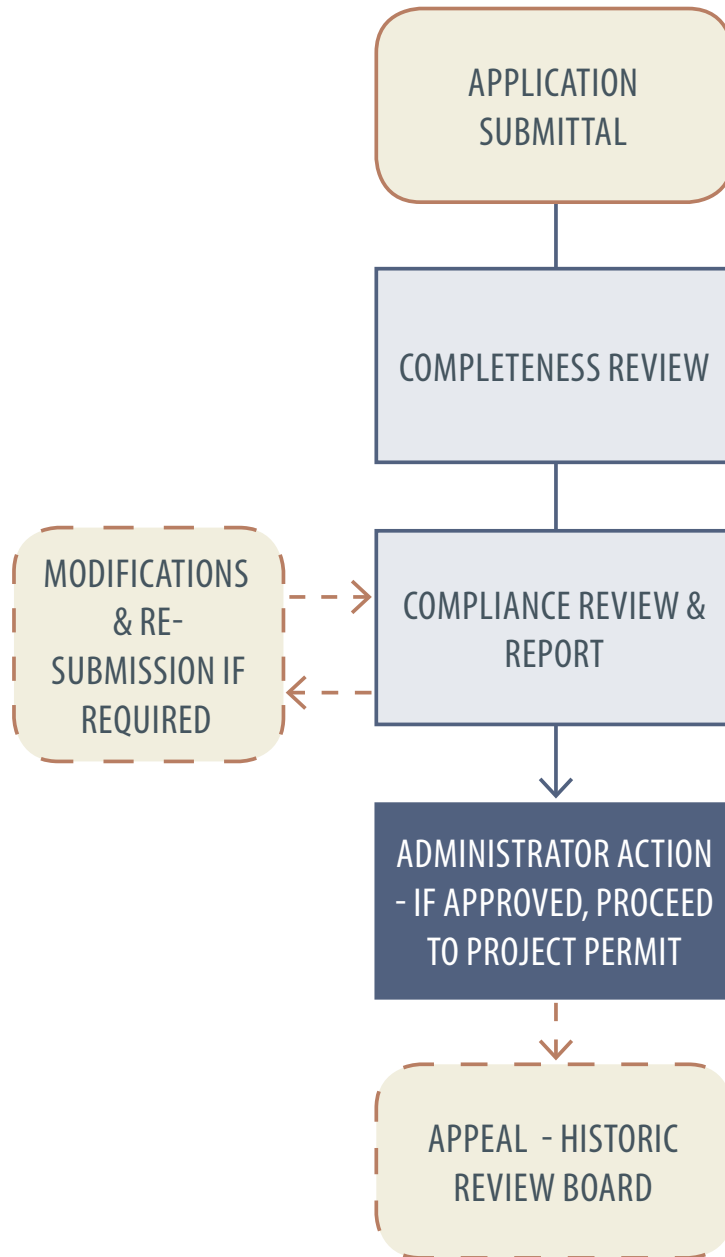 APPLICATION
SUBMITTAL
COMPLETENESS REVIEW
MODIFICATIONS
& RE-
SUBMISSION IF
REQUIRED
COMPLIANCE REVIEW &
REPORT
ADMINISTRATOR ACTION
- IF APPROVED, PROCEED
TO PROJECT PERMIT
APPEAL - HISTORIC
REVIEW BOARD